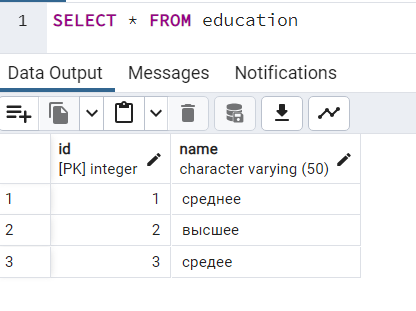 1 SELECT * FROM education
Data Output Messages Notifications
id name
[PK] integer character varying (50)
1 1 среднее
2 2 высшее
3 3 средее